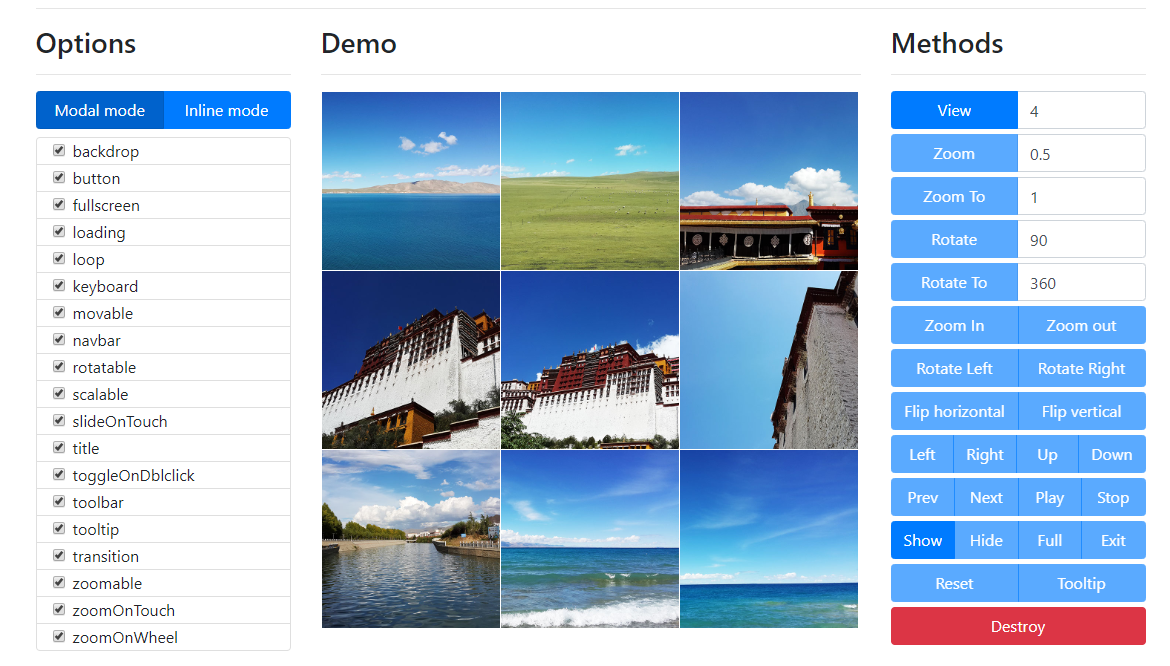 Options
Modal mode Inline mode
backdrop
button
fullscreen
loading
loop
keyboard
movable
navbar
rotatable
scalable
slideOnTouch
title
toggleOnDblclick
toolbar
tooltip
transition
zoomable
zoomOnTouch
zoomOnWheel
Demo
Methods
View 4
Zoom 0.5
Zoom To 1
Rotate 90
Rotate To 360
Zoom In Zoom out
Rotate Left Rotate Right
Flip horizontal Flip vertical
Left Right Up Down
Prev Next Play Stop
Show Hide Full Exit
Reset Tooltip
Destroy